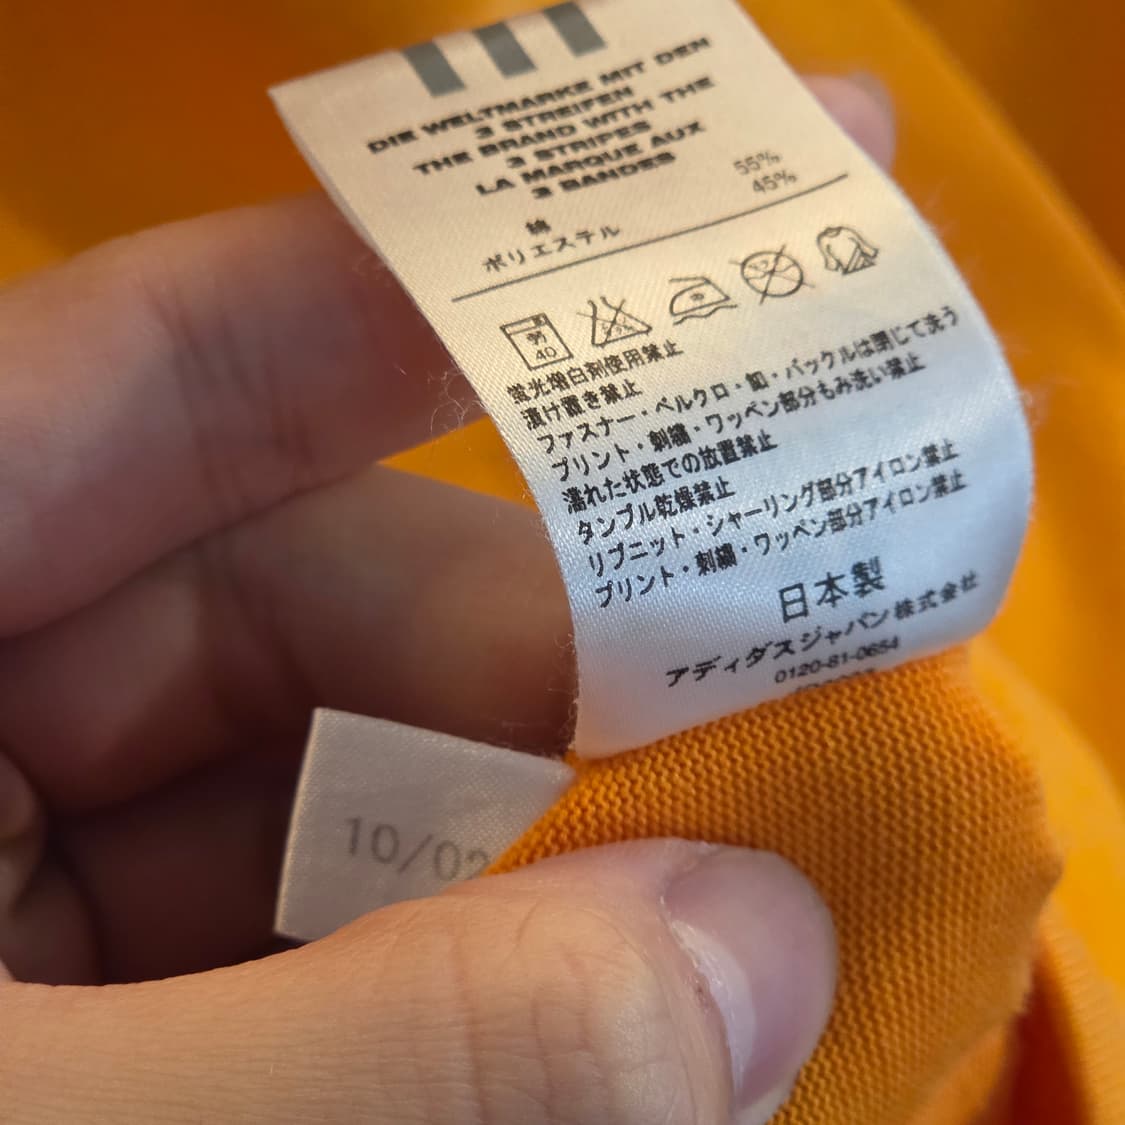 DIE WELTMARKE MIT DEN
3 STREIFEN
THE BRAND WITH THE
3 STRIPES
LA MARQUE AUX
3 BANDES
綿 55%
ポリエステル 45%
40
蛍光増白剤使用禁止
漬け置き禁止
ファスナー・ベルクロ・釦・バックルは閉じて洗う
プリント・刺繍・ワッペン部分もみ洗い禁止
濡れた状態での放置禁止
タンブル乾燥禁止
リブニット・シャーリング部分アイロン禁止
プリント・刺繍・ワッペン部分アイロン禁止
日本製
アディダスジャパン株式会社
0120-81-0654
10/02